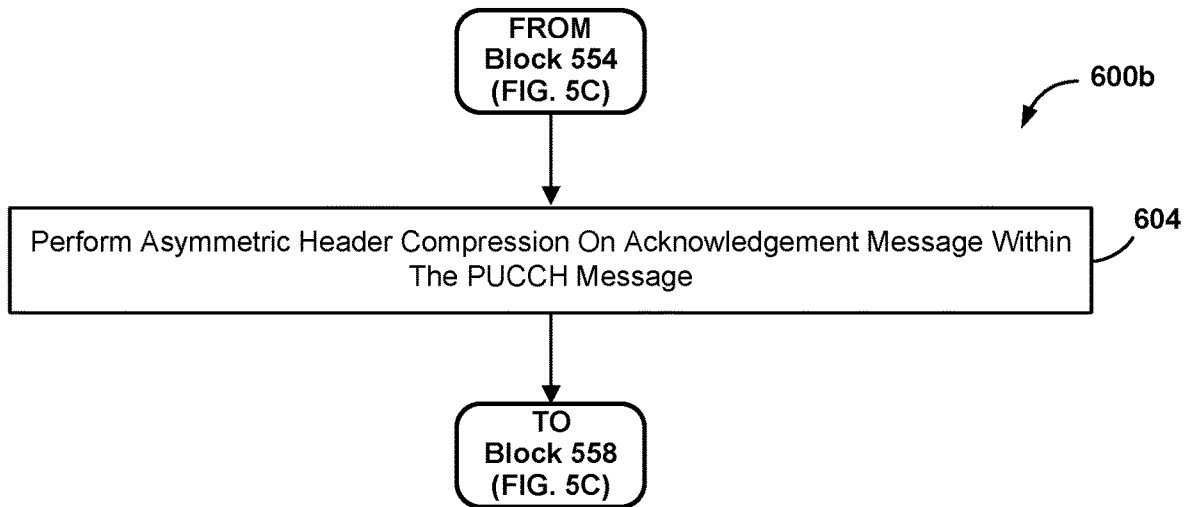 FROM
Block 554
(FIG. 5C)
600b
604
Perform Asymmetric Header Compression On Acknowledgement Message Within
The PUCCH Message
TO
Block 558
(FIG. 5C)